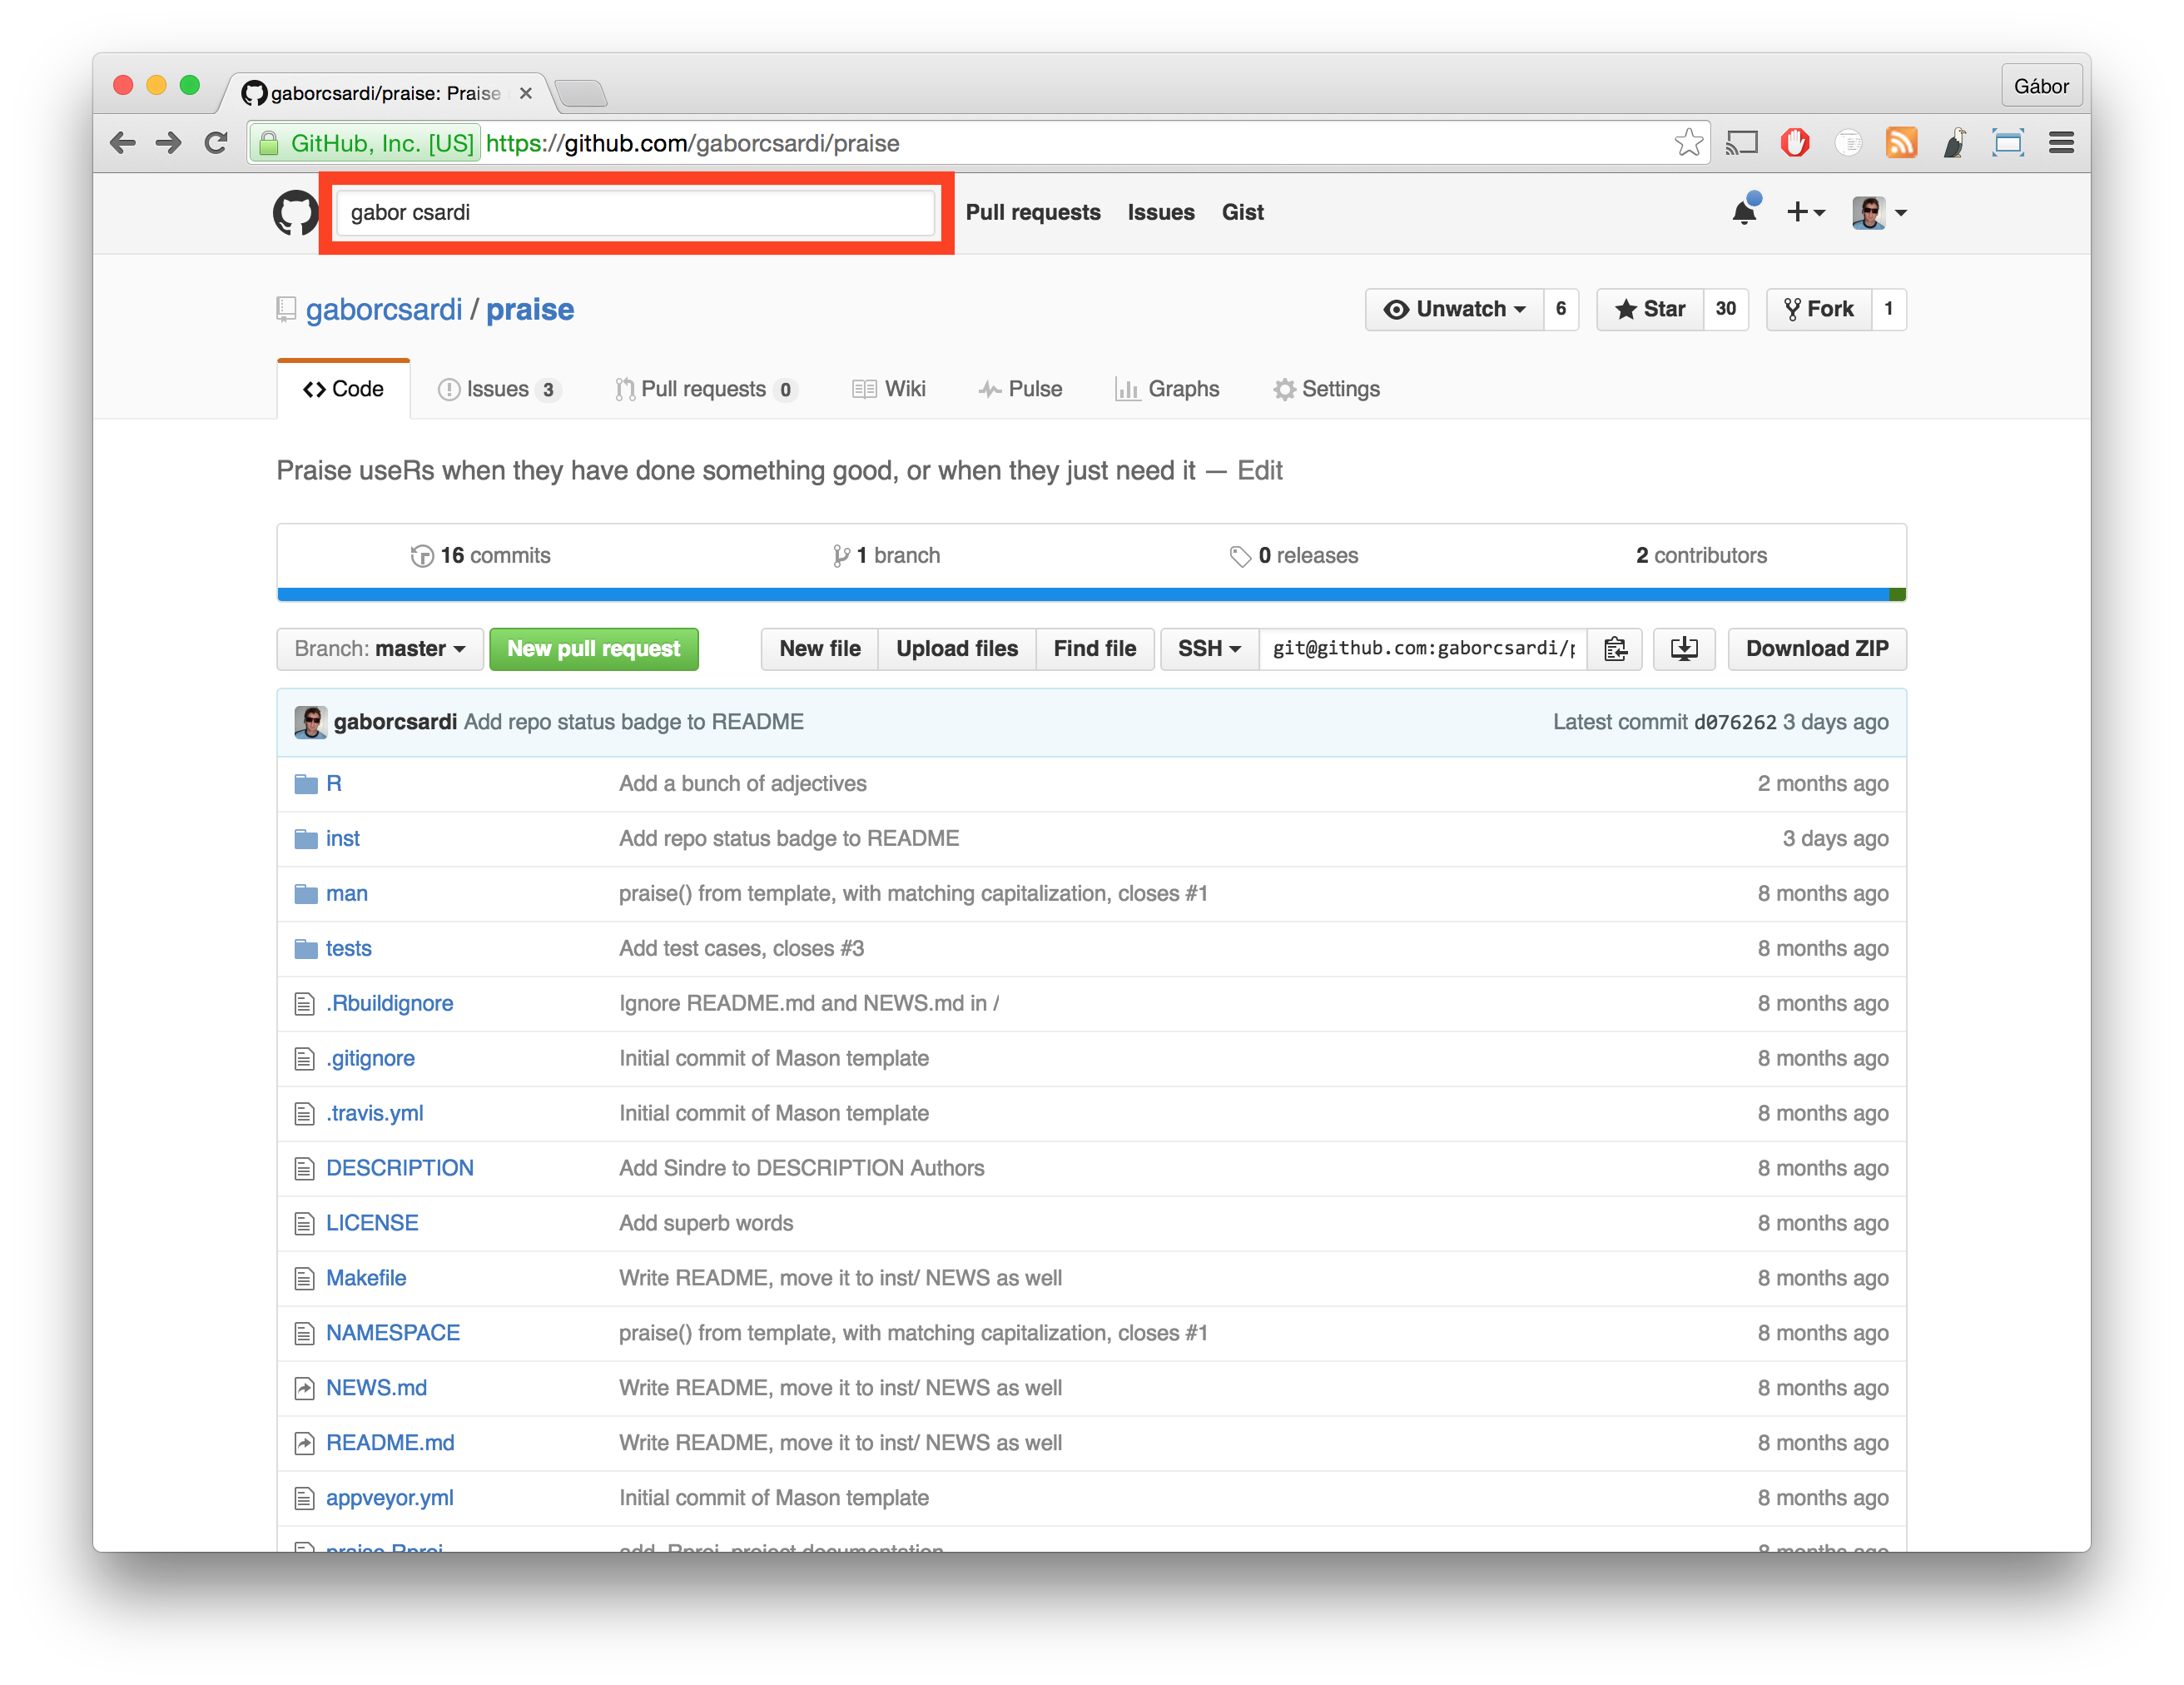 gaborcsardi/praise: Praise
Gábor
GitHub, Inc. [US] https://github.com/gaborcsardi/praise
gabor csardi Pull requests Issues Gist
gaborcsardi / praise Unwatch 6 Star 30 Fork 1
Code Issues 3 Pull requests 0 Wiki Pulse Graphs Settings
Praise useRs when they have done something good, or when they just need it — Edit
16 commits 1 branch 0 releases 2 contributors
Branch: master New pull request New file Upload files Find file SSH git@github.com:gaborcsardi/p Download ZIP
gaborcsardi Add repo status badge to README Latest commit d076262 3 days ago
R Add a bunch of adjectives 2 months ago
inst Add repo status badge to README 3 days ago
man praise() from template, with matching capitalization, closes #1 8 months ago
tests Add test cases, closes #3 8 months ago
.Rbuildignore Ignore README.md and NEWS.md in / 8 months ago
.gitignore Initial commit of Mason template 8 months ago
.travis.yml Initial commit of Mason template 8 months ago
DESCRIPTION Add Sindre to DESCRIPTION Authors 8 months ago
LICENSE Add superb words 8 months ago
Makefile Write README, move it to inst/ NEWS as well 8 months ago
NAMESPACE praise() from template, with matching capitalization, closes #1 8 months ago
NEWS.md Write README, move it to inst/ NEWS as well 8 months ago
README.md Write README, move it to inst/ NEWS as well 8 months ago
appveyor.yml Initial commit of Mason template 8 months ago
praise.Rproj add .Rproj, project documentation 8 months ago